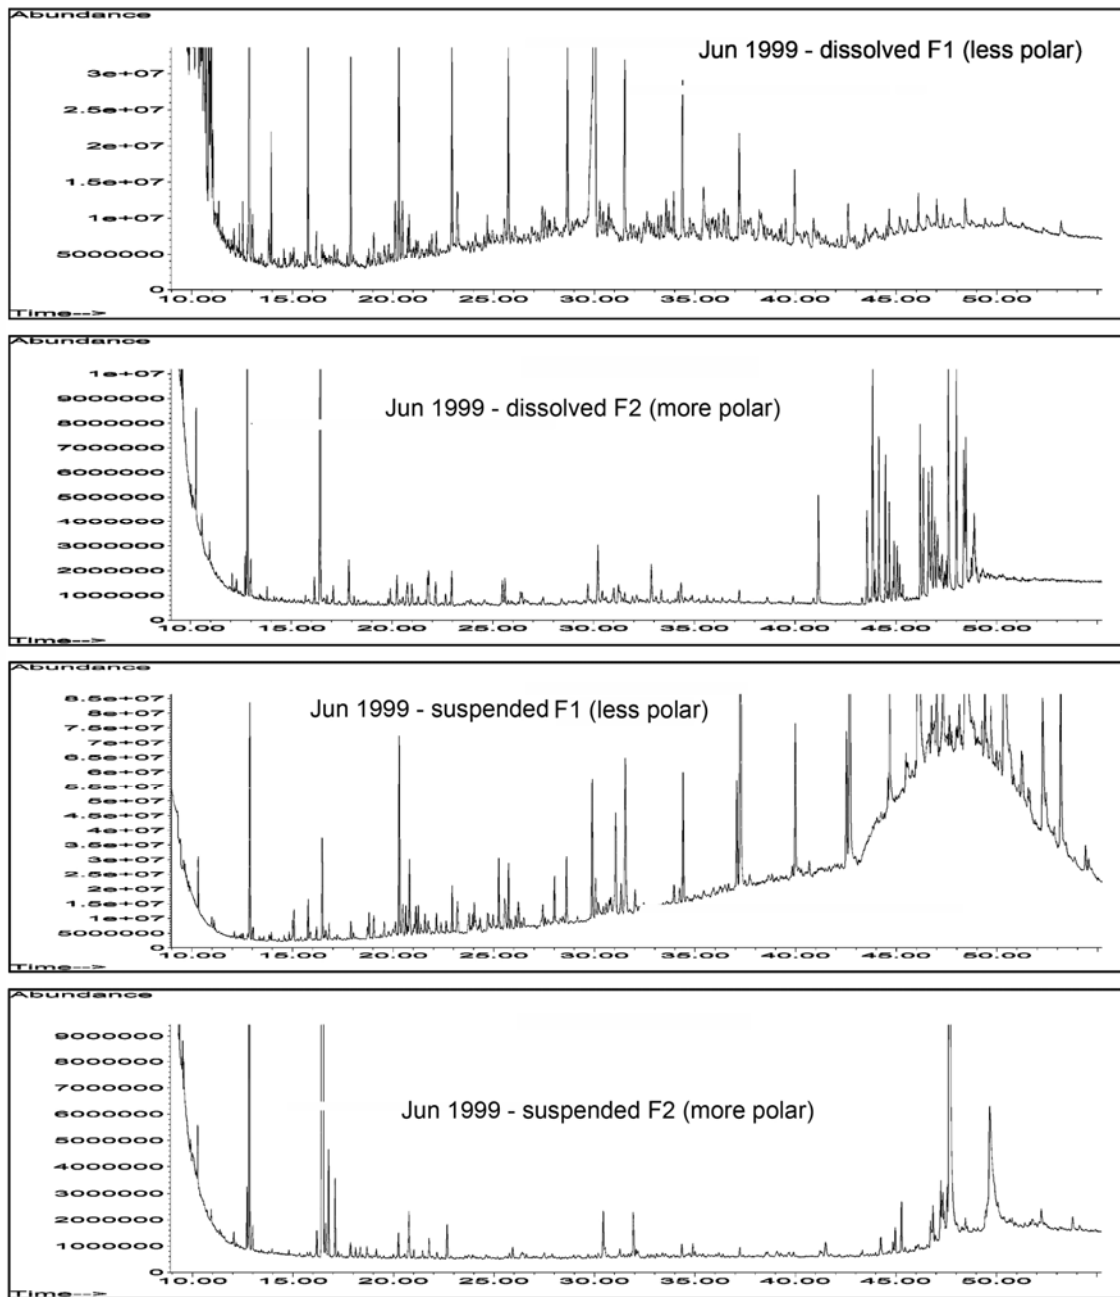 Abundance
Jun 1999 - dissolved F1 (less polar)
3e+07
2.5e+07
2e+07
1.5e+07
1e+07
5000000
0
10.00 15.00 20.00 25.00 30.00 35.00 40.00 45.00 50.00
Time-->
Abundance
1e+07
9000000
Jun 1999 - dissolved F2 (more polar)
8000000
7000000
6000000
5000000
4000000
3000000
2000000
1000000
0
10.00 15.00 20.00 25.00 30.00 35.00 40.00 45.00 50.00
Time-->
Abundance
8.5e+07
Jun 1999 - suspended F1 (less polar)
8e+07
7.5e+07
7e+07
6.5e+07
6e+07
5.5e+07
5e+07
4.5e+07
4e+07
3.5e+07
3e+07
2.5e+07
2e+07
1.5e+07
1e+07
5000000
0
10.00 15.00 20.00 25.00 30.00 35.00 40.00 45.00 50.00
Time-->
Abundance
9000000
8000000
7000000
Jun 1999 - suspended F2 (more polar)
6000000
5000000
4000000
3000000
2000000
1000000
0
10.00 15.00 20.00 25.00 30.00 35.00 40.00 45.00 50.00
Time-->